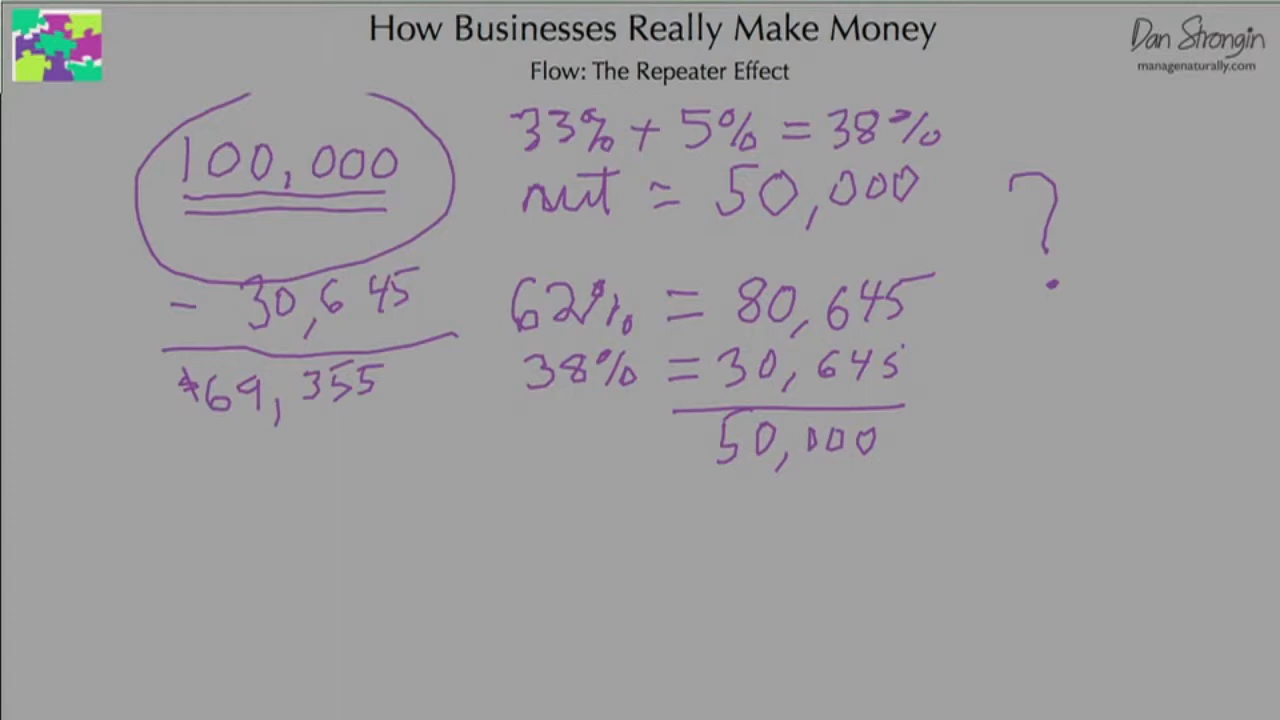 How Businesses Really Make Money
Flow: The Repeater Effect
Dan Strongin
managenaturally.com
100,000
- 30,645
69,355
33% + 5% = 38%
nut = 50,000
?
62% = 80,645
38% = 30,645
50,000